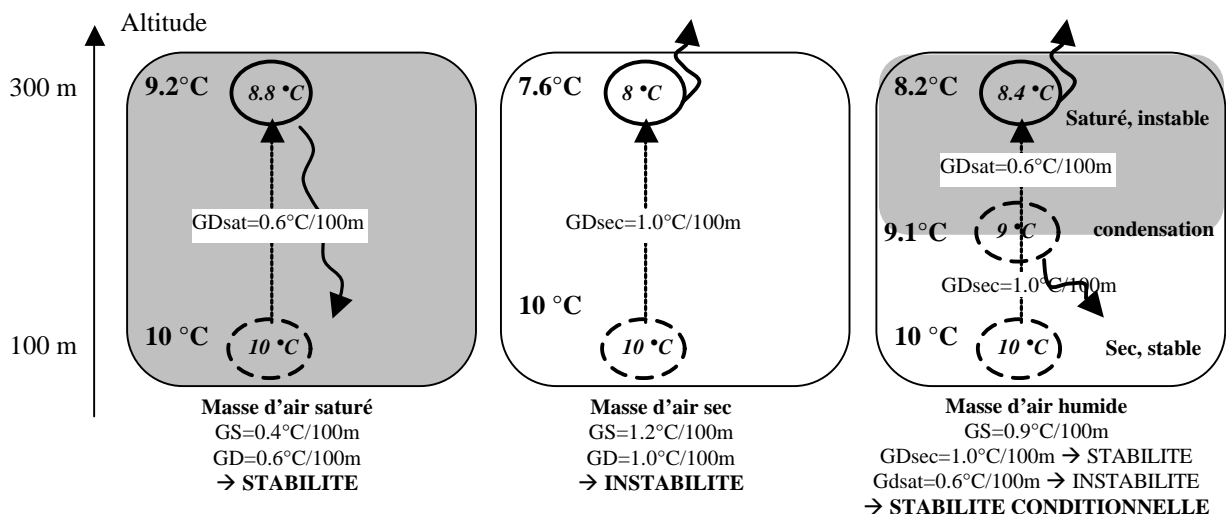 Altitude
300 m
100 m
9.2°C
8.8 °C
GDsat=0.6°C/100m
10 °C
10 °C
Masse d'air saturé
GS=0.4°C/100m
GD=0.6°C/100m
→ STABILITE
7.6°C
8 °C
GDsec=1.0°C/100m
10 °C
10 °C
Masse d'air sec
GS=1.2°C/100m
GD=1.0°C/100m
→ INSTABILITE
8.2°C
8.4 °C
Saturé, instable
GDsat=0.6°C/100m
9.1°C
9 °C
condensation
GDsec=1.0°C/100m
10 °C
10 °C
Sec, stable
Masse d'air humide
GS=0.9°C/100m
GDsec=1.0°C/100m → STABILITE
Gdsat=0.6°C/100m → INSTABILITE
→ STABILITE CONDITIONNELLE